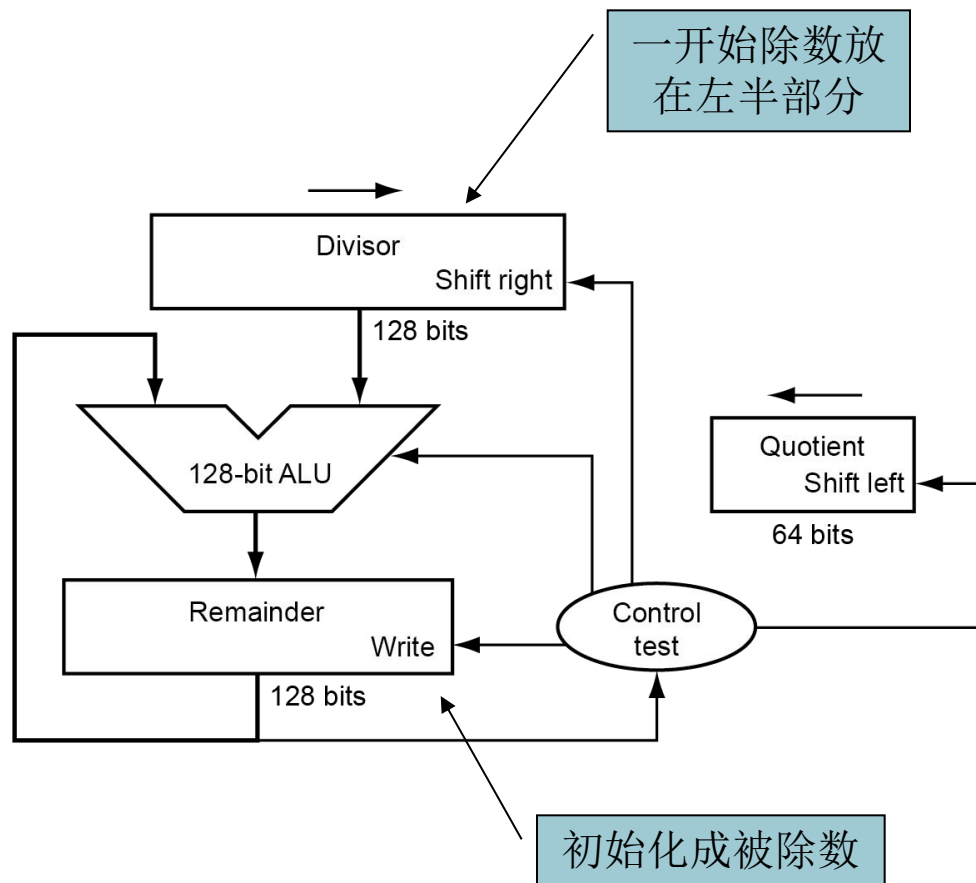 一开始除数放
在左半部分
Divisor
Shift right
128 bits
128-bit ALU
Quotient
Shift left
64 bits
Remainder
Write
Control
test
128 bits
初始化成被除数